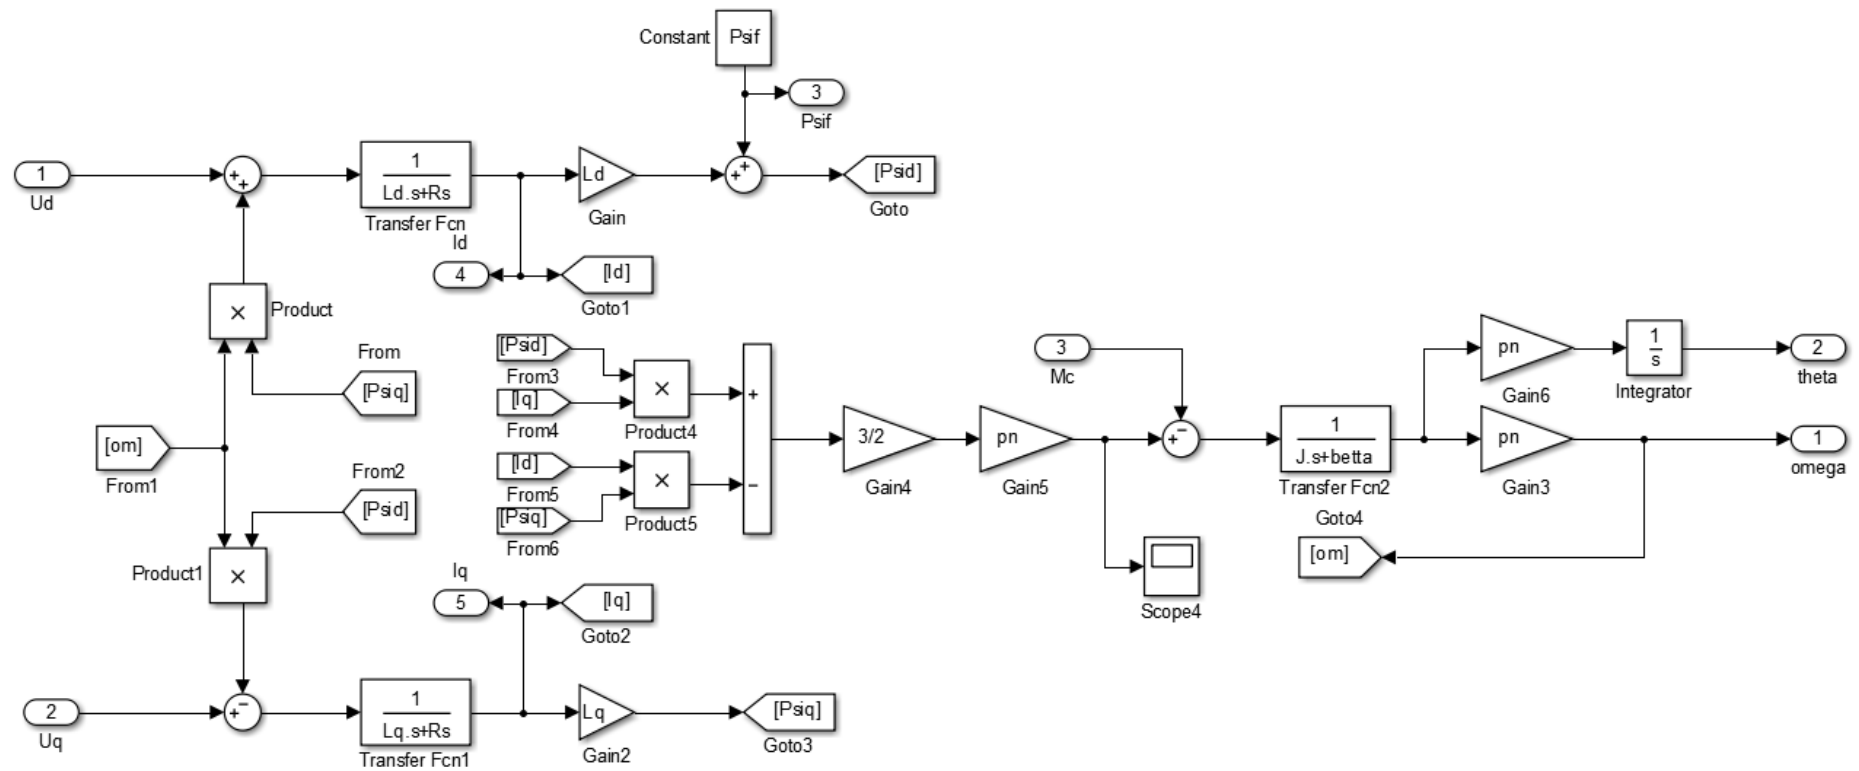 Constant
Psif
3
Psif
1
Ud
+
+
1
Ld.s+Rs
Transfer Fcn
Ld
Gain
+
+
[Psid]
Goto
Id
4
[Id]
Goto1
×
Product
From
[Psiq]
[om]
From1
From2
[Psid]
×
Product1
[Psid]
From3
[Iq]
From4
×
Product4
[Id]
From5
[Psiq]
From6
×
Product5
+
−
3/2
Gain4
pn
Gain5
3
Mc
+
−
1
J.s+betta
Transfer Fcn2
pn
Gain6
1
s
Integrator
2
theta
pn
Gain3
1
omega
Goto4
[om]
Scope4
Iq
5
[Iq]
Goto2
2
Uq
+
−
1
Lq.s+Rs
Transfer Fcn1
Lq
Gain2
[Psiq]
Goto3